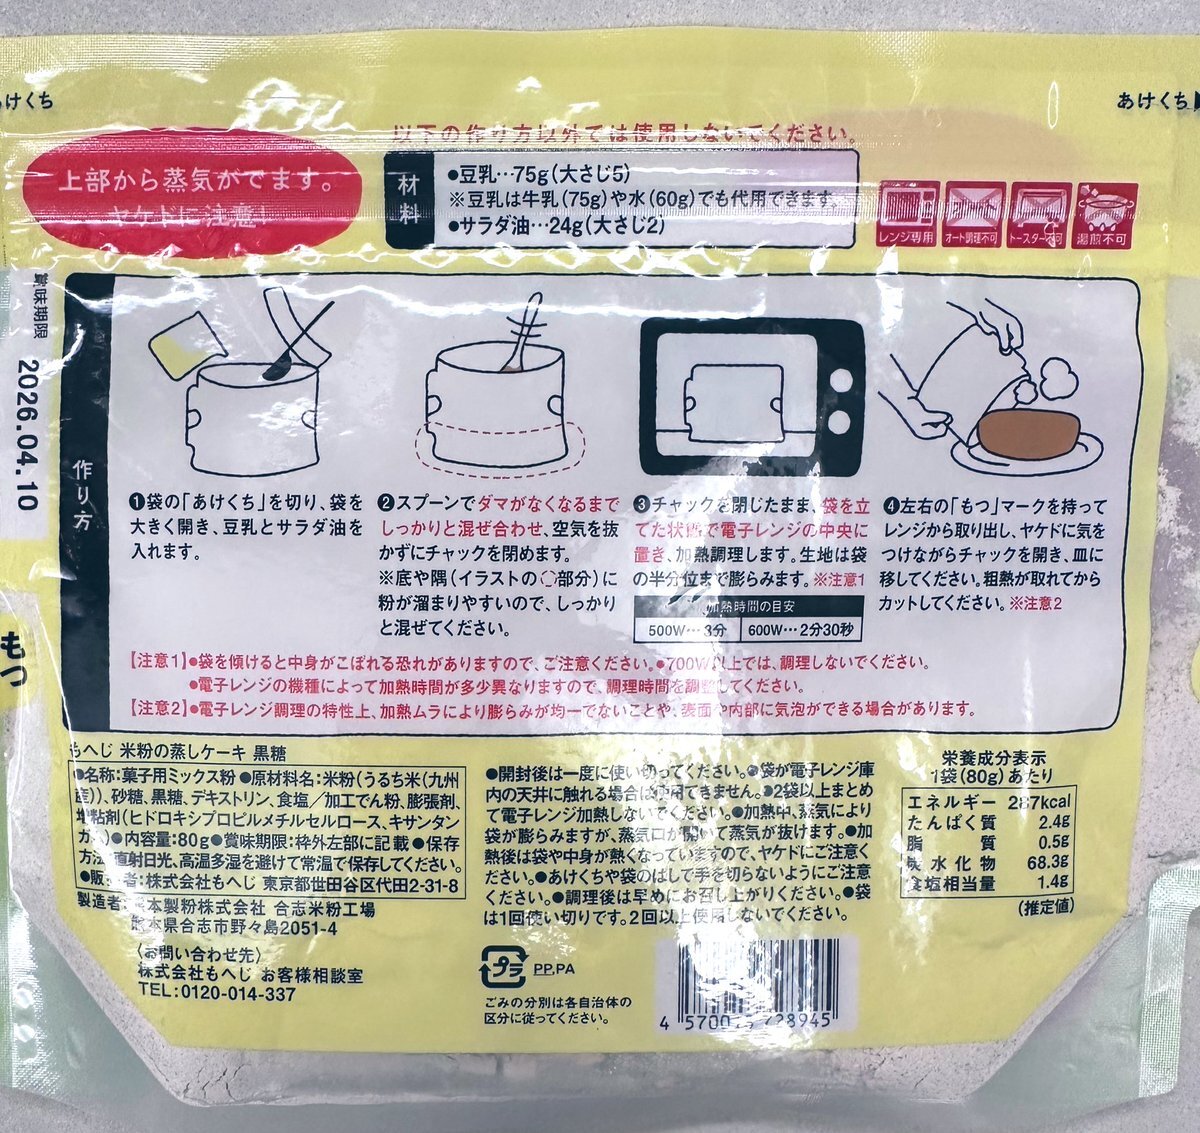 けくち
あけくち
以下の作り方以外では使用しないでください。
上部から蒸気がでます。
ヤケドに注意！
材料
●豆乳…75g(大さじ5)
※豆乳は牛乳(75g)や水(60g)でも代用できます。
●サラダ油…24g(大さじ2)
レンジ専用
オート調理不可
トースター不可
湯煎不可
賞味期限
2026.04.10
もつ
作り方
❶袋の「あけくち」を切り、袋を
大きく開き、豆乳とサラダ油を
入れます。
❷スプーンでダマがなくなるまで
しっかりと混ぜ合わせ、空気を抜
かずにチャックを閉めます。
※底や隅(イラストの◌部分)に
粉が溜まりやすいので、しっかり
と混ぜてください。
❸チャックを閉じたまま、袋を立
てた状態で電子レンジの中央に
置き、加熱調理します。生地は袋
の半分位まで膨らみます。※注意1
加熱時間の目安
500W…3分 600W…2分30秒
❹左右の「もつ」マークを持って
レンジから取り出し、ヤケドに気を
つけながらチャックを開き、皿に
移してください。粗熱が取れてから
カットしてください。※注意2
【注意1】●袋を傾けると中身がこぼれる恐れがありますので、ご注意ください。●700W以上では、調理しないでください。
●電子レンジの機種によって加熱時間が多少異なりますので、調理時間を調整してください。
【注意2】●電子レンジ調理の特性上、加熱ムラにより膨らみが均一でないことや、表面や内部に気泡ができる場合があります。
もへじ 米粉の蒸しケーキ 黒糖
●名称:菓子用ミックス粉 ●原材料名:米粉(うるち米(九州
産))、砂糖、黒糖、デキストリン、食塩/加工でん粉、膨張剤、
増粘剤(ヒドロキシプロピルメチルセルロース、キサンタン
ガム) ●内容量:80g ●賞味期限:枠外左部に記載 ●保存
方法:直射日光、高温多湿を避けて常温で保存してください。
●販売者:株式会社もへじ 東京都世田谷区代田2-31-8
製造者:熊本製粉株式会社 合志米粉工場
熊本県合志市野々島2051-4
〈お問い合わせ先〉
株式会社もへじ お客様相談室
TEL:0120-014-337
●開封後は一度に使い切ってください。●袋が電子レンジ庫
内の天井に触れる場合は使用できません。●2袋以上まとめ
て電子レンジ加熱しないでください。●加熱中、蒸気により
袋が膨らみますが、蒸気口が開いて蒸気が抜けます。●加
熱後は袋や中身が熱くなっていますので、ヤケドにご注意く
ださい。●あけくちや袋のはしで手を切らないようにご注意
ください。●調理後は早めにお召し上がりください。●袋
は1回使い切りです。2回以上使用しないでください。
プラ
PP,PA
ごみの分別は各自治体の
区分に従ってください。
栄養成分表示
1袋(80g)あたり
エネルギー 287kcal
たんぱく質 2.4g
脂質 0.5g
炭水化物 68.3g
食塩相当量 1.4g
(推定値)